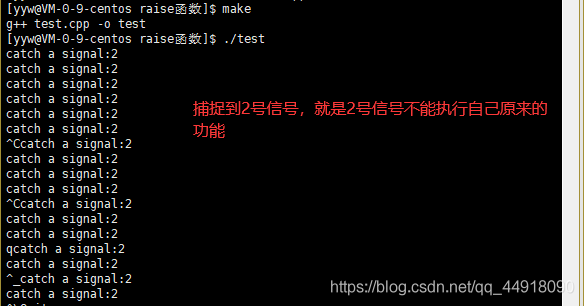 [yyw@VM-0-9-centos raise函数]$ make
g++ test.cpp -o test
[yyw@VM-0-9-centos raise函数]$ ./test
catch a signal:2
catch a signal:2
catch a signal:2
catch a signal:2
catch a signal:2
catch a signal:2
^Ccatch a signal:2
catch a signal:2
catch a signal:2
catch a signal:2
^Ccatch a signal:2
catch a signal:2
catch a signal:2
qcatch a signal:2
catch a signal:2
^_catch a signal:2
catch a signal:2
捕捉到2号信号，就是2号信号不能执行自己原来的
功能
https://blog.csdn.net/qq_44918090